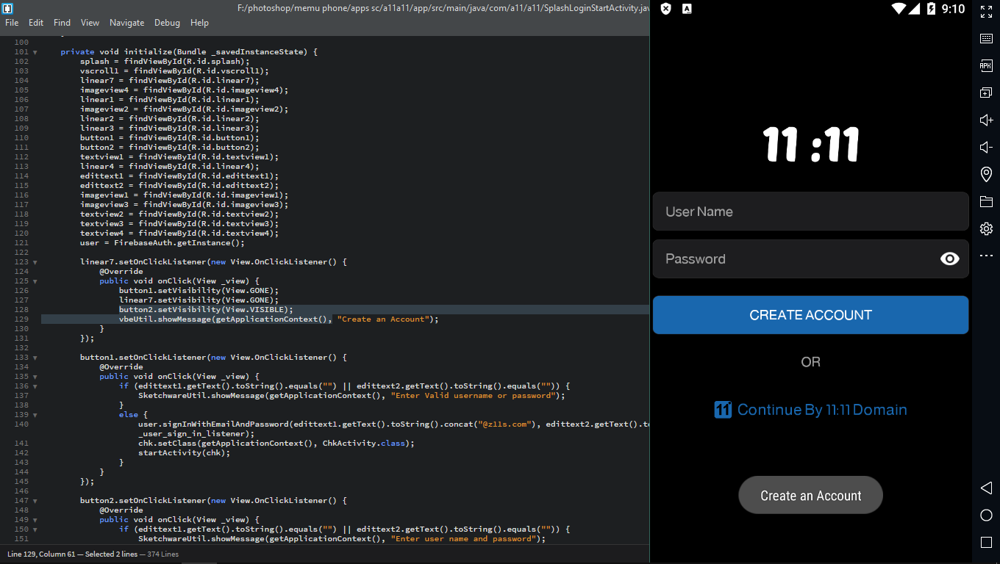 F:/photoshop/memu phone/apps sc/a11a11/app/src/main/java/com/a11/a11/SplashLoginStartActivity.jav
File Edit Find View Navigate Debug Help
100
101 private void initialize(Bundle _savedInstanceState) {
102 splash = findViewById(R.id.splash);
103 vscroll1 = findViewById(R.id.vscroll1);
104 linear7 = findViewById(R.id.linear7);
105 imageview4 = findViewById(R.id.imageview4);
106 linear1 = findViewById(R.id.linear1);
107 imageview2 = findViewById(R.id.imageview2);
108 linear2 = findViewById(R.id.linear2);
109 linear3 = findViewById(R.id.linear3);
110 button1 = findViewById(R.id.button1);
111 button2 = findViewById(R.id.button2);
112 textview1 = findViewById(R.id.textview1);
113 linear4 = findViewById(R.id.linear4);
114 edittext1 = findViewById(R.id.edittext1);
115 edittext2 = findViewById(R.id.edittext2);
116 imageview1 = findViewById(R.id.imageview1);
117 imageview3 = findViewById(R.id.imageview3);
118 textview2 = findViewById(R.id.textview2);
119 textview3 = findViewById(R.id.textview3);
120 textview4 = findViewById(R.id.textview4);
121 user = FirebaseAuth.getInstance();
122
123 linear7.setOnClickListener(new View.OnClickListener() {
124 @Override
125 public void onClick(View _view) {
126 button1.setVisibility(View.GONE);
127 linear7.setVisibility(View.GONE);
128 button2.setVisibility(View.VISIBLE);
129 vbeUtil.showMessage(getApplicationContext(), "Create an Account");
130 }
131 });
132
133 button1.setOnClickListener(new View.OnClickListener() {
134 @Override
135 public void onClick(View _view) {
136 if (edittext1.getText().toString().equals("") || edittext2.getText().toString().equals("")) {
137 SketchwareUtil.showMessage(getApplicationContext(), "Enter Valid username or password");
138 }
139 else {
140 user.signInWithEmailAndPassword(edittext1.getText().toString().concat("@z1ls.com"), edittext2.getText().to
_user_sign_in_listener);
141 chk.setClass(getApplicationContext(), ChkActivity.class);
142 startActivity(chk);
143 }
144 }
145 });
146
147 button2.setOnClickListener(new View.OnClickListener() {
148 @Override
149 public void onClick(View _view) {
150 if (edittext1.getText().toString().equals("") || edittext2.getText().toString().equals("")) {
151 SketchwareUtil.showMessage(getApplicationContext(), "Enter user name and password");
Line 129, Column 61 — Selected 2 lines — 374 Lines
A
9:10
11:11
User Name
Password
CREATE ACCOUNT
OR
11 Continue By 11:11 Domain
Create an Account
APK